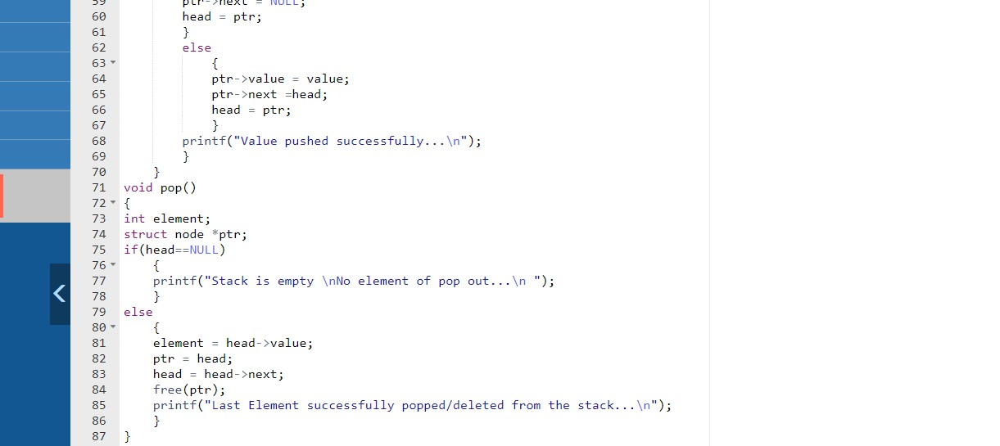 59 ptr->next = NULL;
60 head = ptr;
61 }
62 else
63 {
64 ptr->value = value;
65 ptr->next =head;
66 head = ptr;
67 }
68 printf("Value pushed successfully...\n");
69 }
70 }
71 void pop()
72 {
73 int element;
74 struct node *ptr;
75 if(head==NULL)
76 {
77 printf("Stack is empty \nNo element of pop out...\n ");
78 }
79 else
80 {
81 element = head->value;
82 ptr = head;
83 head = head->next;
84 free(ptr);
85 printf("Last Element successfully popped/deleted from the stack...\n");
86 }
87 }